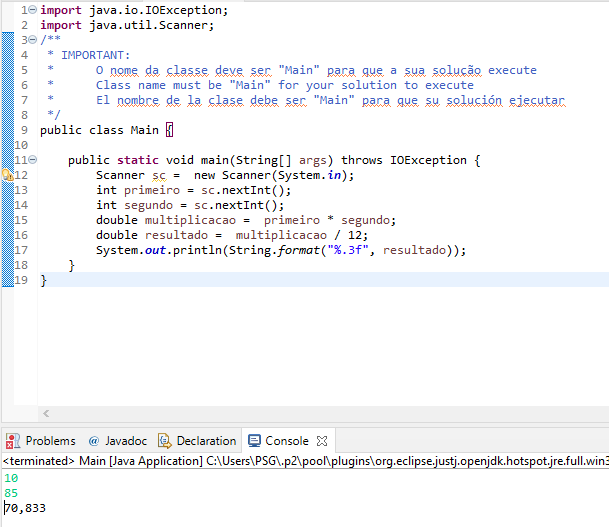 1 import java.io.IOException;
2 import java.util.Scanner;
3 /**
4  * IMPORTANT:
5  *      O nome da classe deve ser "Main" para que a sua solução execute
6  *      Class name must be "Main" for your solution to execute
7  *      El nombre de la clase debe ser "Main" para que su solución ejecutar
8  */
9 public class Main {
10
11     public static void main(String[] args) throws IOException {
12         Scanner sc =  new Scanner(System.in);
13         int primeiro = sc.nextInt();
14         int segundo = sc.nextInt();
15         double multiplicacao =  primeiro * segundo;
16         double resultado =  multiplicacao / 12;
17         System.out.println(String.format("%.3f", resultado));
18     }
19 }
Problems @ Javadoc Declaration Console
<terminated> Main [Java Application] C:\Users\PSG\.p2\pool\plugins\org.eclipse.justj.openjdk.hotspot.jre.full.win3
10
85
70,833